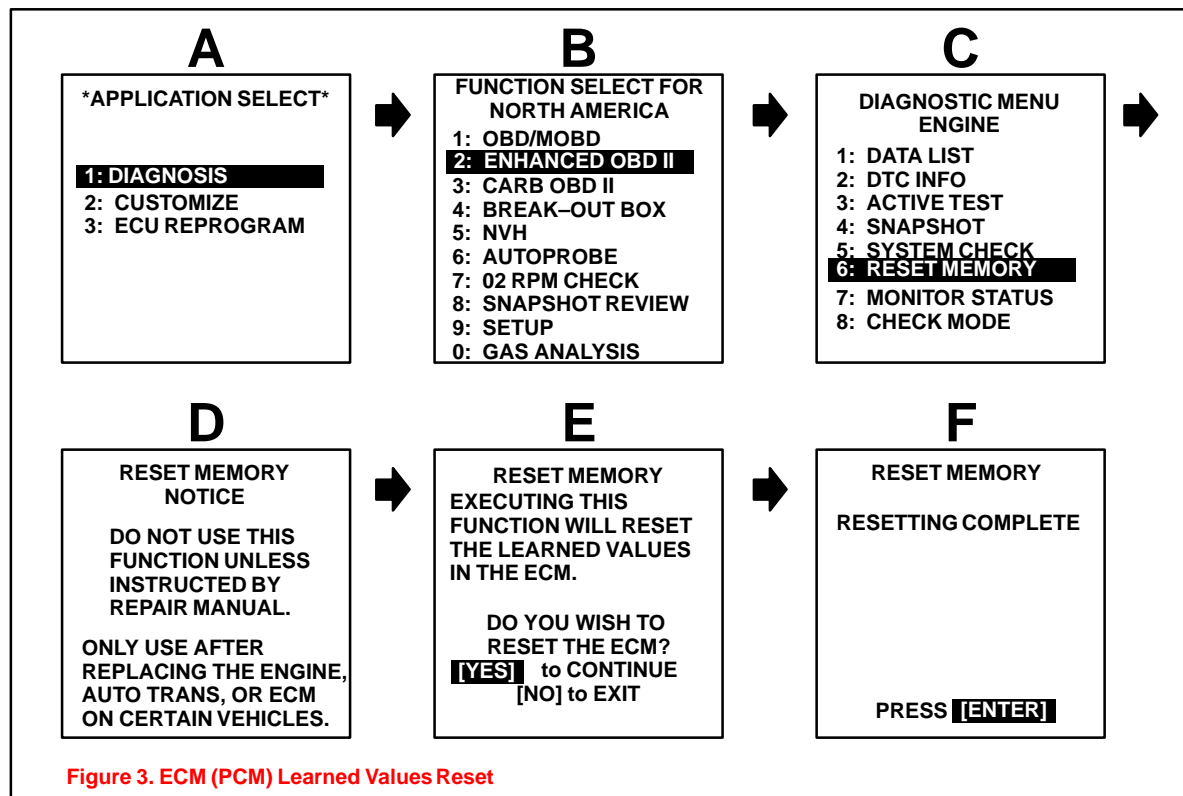 A
*APPLICATION SELECT*
1: DIAGNOSIS
2: CUSTOMIZE
3: ECU REPROGRAM
B
FUNCTION SELECT FOR
NORTH AMERICA
1: OBD/MOBD
2: ENHANCED OBD II
3: CARB OBD II
4: BREAK–OUT BOX
5: NVH
6: AUTOPROBE
7: 02 RPM CHECK
8: SNAPSHOT REVIEW
9: SETUP
0: GAS ANALYSIS
C
DIAGNOSTIC MENU
ENGINE
1: DATA LIST
2: DTC INFO
3: ACTIVE TEST
4: SNAPSHOT
5: SYSTEM CHECK
6: RESET MEMORY
7: MONITOR STATUS
8: CHECK MODE
D
RESET MEMORY
NOTICE
DO NOT USE THIS
FUNCTION UNLESS
INSTRUCTED BY
REPAIR MANUAL.
ONLY USE AFTER
REPLACING THE ENGINE,
AUTO TRANS, OR ECM
ON CERTAIN VEHICLES.
E
RESET MEMORY
EXECUTING THIS
FUNCTION WILL RESET
THE LEARNED VALUES
IN THE ECM.
DO YOU WISH TO
RESET THE ECM?
[YES] to CONTINUE
[NO] to EXIT
F
RESET MEMORY
RESETTING COMPLETE
PRESS [ENTER]
Figure 3. ECM (PCM) Learned Values Reset